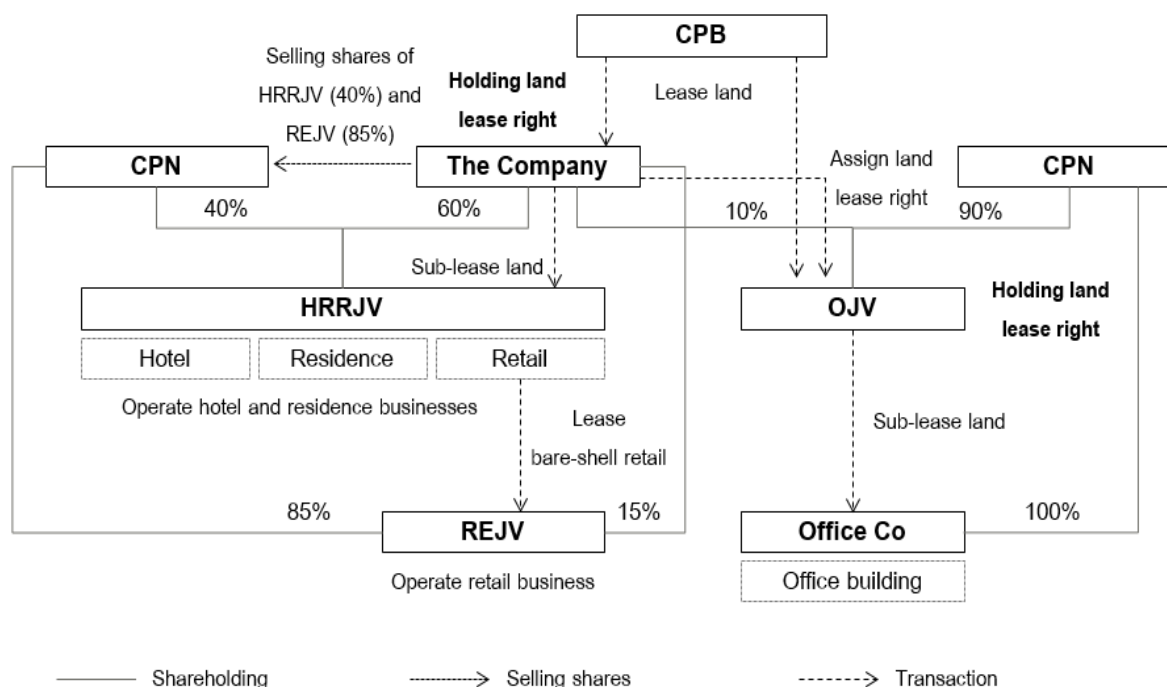 CPB
Selling shares of
HRRJV (40%) and
REJV (85%)
Holding land
lease right
Lease land
CPN
The Company
Assign land
lease right
CPN
40%
60%
10%
90%
Sub-lease land
HRRJV
OJV
Holding land
lease right
Hotel
Residence
Retail
Operate hotel and residence businesses
Lease
bare-shell retail
Sub-lease land
85%
REJV
15%
Office Co
100%
Operate retail business
Office building
Shareholding
Selling shares
Transaction